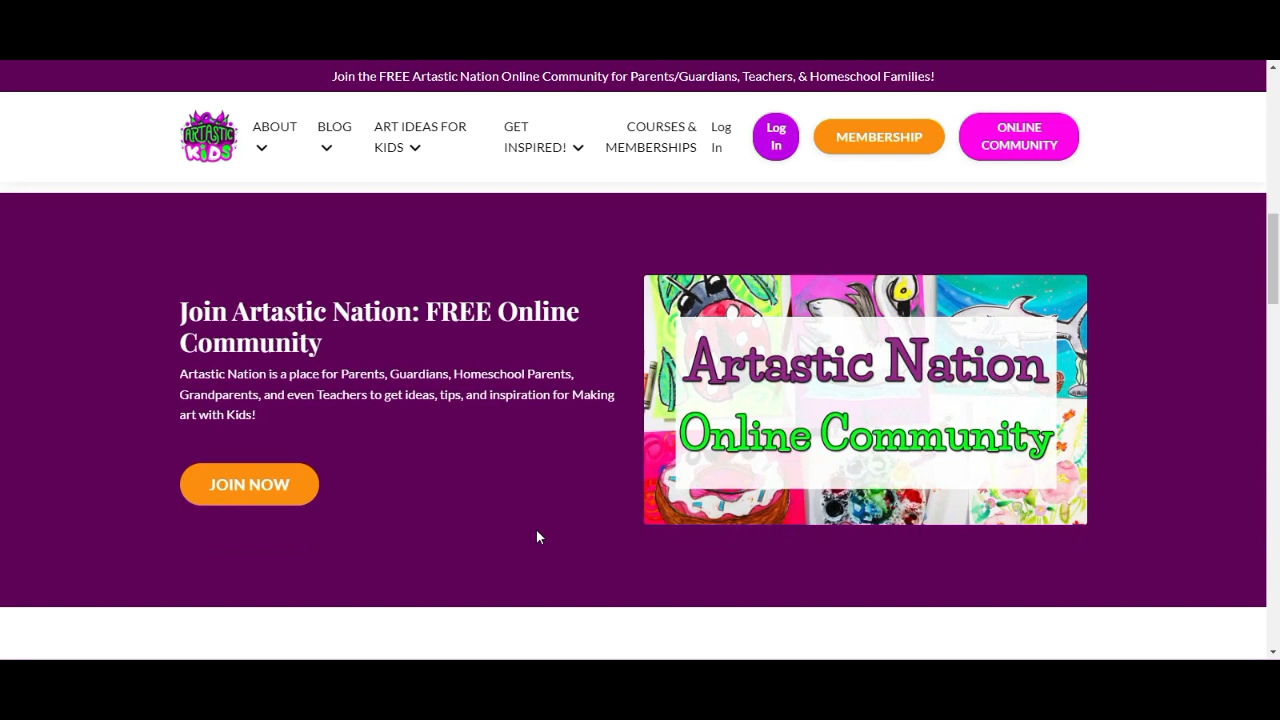 Join the FREE Artastic Nation Online Community for Parents/Guardians, Teachers, & Homeschool Families!
ARTASTIC
KIDS
ABOUT
BLOG
ART IDEAS FOR
KIDS
GET
INSPIRED!
COURSES &
MEMBERSHIPS
Log
In
Log
In
MEMBERSHIP
ONLINE
COMMUNITY
Join Artastic Nation: FREE Online
Community
Artastic Nation is a place for Parents, Guardians, Homeschool Parents,
Grandparents, and even Teachers to get ideas, tips, and inspiration for Making
art with Kids!
JOIN NOW
Artastic Nation
Online Community